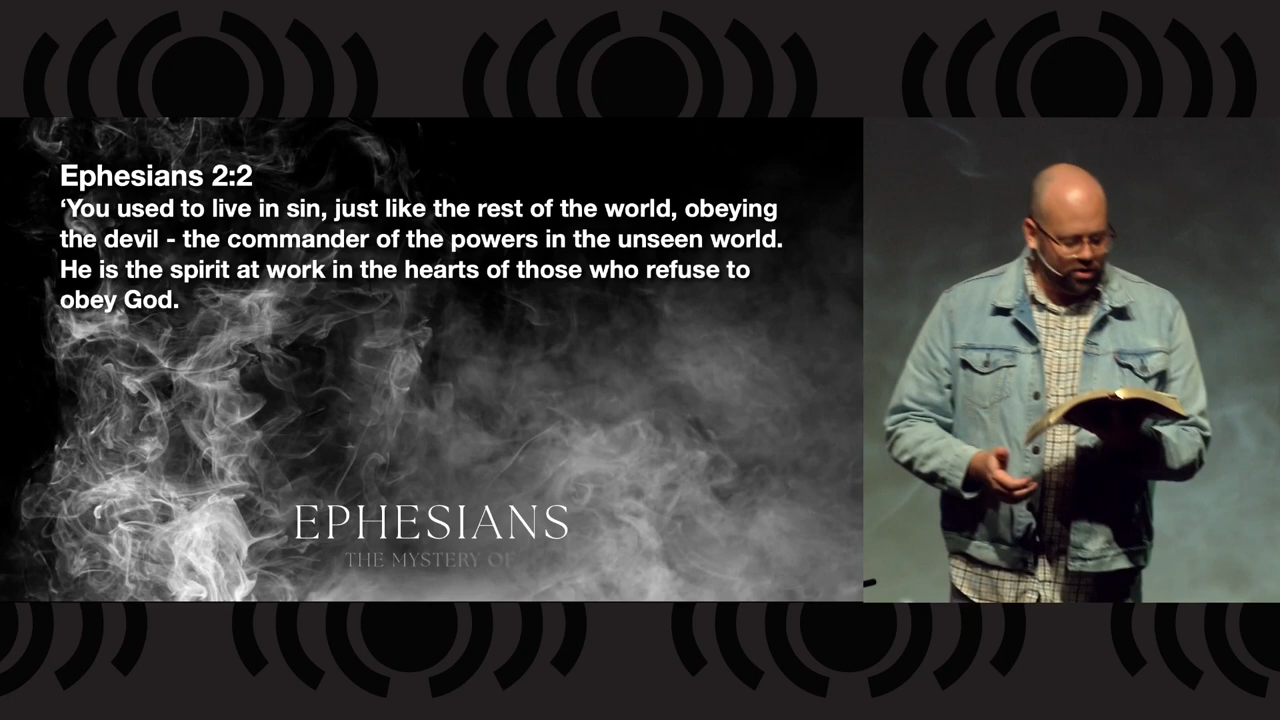 Ephesians 2:2
‘You used to live in sin, just like the rest of the world, obeying
the devil - the commander of the powers in the unseen world.
He is the spirit at work in the hearts of those who refuse to
obey God.
EPHESIANS
THE MYSTERY OF